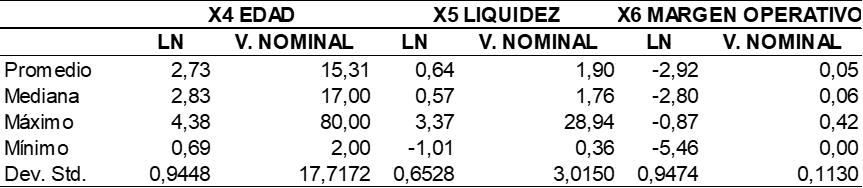 X4 EDAD X5 LIQUIDEZ X6 MARGEN OPERATIVO
LN V. NOMINAL LN V. NOMINAL LN V. NOMINAL
Promedio 2,73 15,31 0,64 1,90 -2,92 0,05
Mediana 2,83 17,00 0,57 1,76 -2,80 0,06
Máximo 4,38 80,00 3,37 28,94 -0,87 0,42
Mínimo 0,69 2,00 -1,01 0,36 -5,46 0,00
Dev. Std. 0,9448 17,7172 0,6528 3,0150 0,9474 0,1130